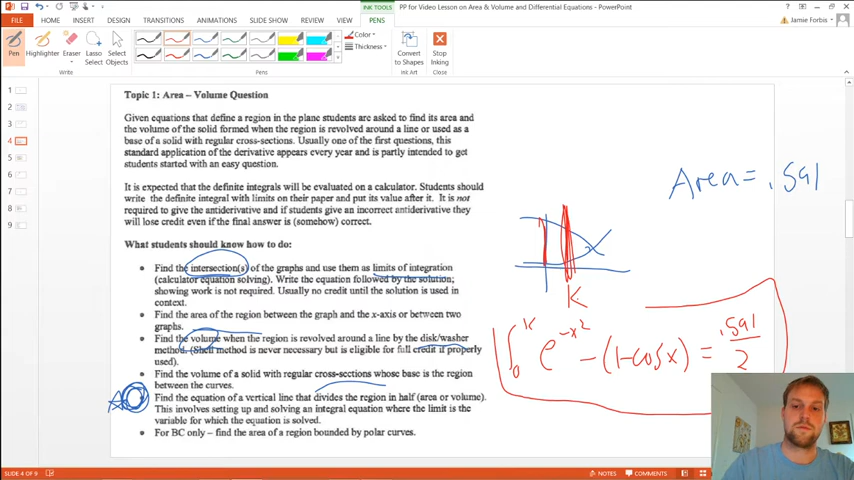 INK TOOLS
PP for Video Lesson on Area & Volume and Differential Equations - PowerPoint
FILE HOME INSERT DESIGN TRANSITIONS ANIMATIONS SLIDE SHOW REVIEW VIEW PENS
Jamie Forbis
Pen Highlighter Eraser Lasso Select Select Objects
Color
Thickness
Convert to Shapes
Stop Inking
Write Pens Ink Art Close
1
2
3
4
5
6
7
8
9
Topic 1: Area – Volume Question
Given equations that define a region in the plane students are asked to find its area and
the volume of the solid formed when the region is revolved around a line or used as a
base of a solid with regular cross-sections. Usually one of the first questions, this
standard application of the derivative appears every year and is partly intended to get
students started with an easy question.
It is expected that the definite integrals will be evaluated on a calculator. Students should
write the definite integral with limits on their paper and put its value after it. It is not
required to give the antiderivative and if students give an incorrect antiderivative they
will lose credit even if the final answer is (somehow) correct.
What students should know how to do:
• Find the intersection(s) of the graphs and use them as limits of integration
(calculator equation solving). Write the equation followed by the solution;
showing work is not required. Usually no credit until the solution is used in
context.
• Find the area of the region between the graph and the x-axis or between two
graphs.
• Find the volume when the region is revolved around a line by the disk/washer
method. (Shell method is never necessary but is eligible for full credit if properly
used).
• Find the volume of a solid with regular cross-sections whose base is the region
between the curves.
• Find the equation of a vertical line that divides the region in half (area or volume).
This involves setting up and solving an integral equation where the limit is the
variable for which the equation is solved.
• For BC only – find the area of a region bounded by polar curves.
Area = .591
K
∫₀ᴷ e^(-x²) - (1-cosx) = .591/2
SLIDE 4 OF 9
NOTES COMMENTS